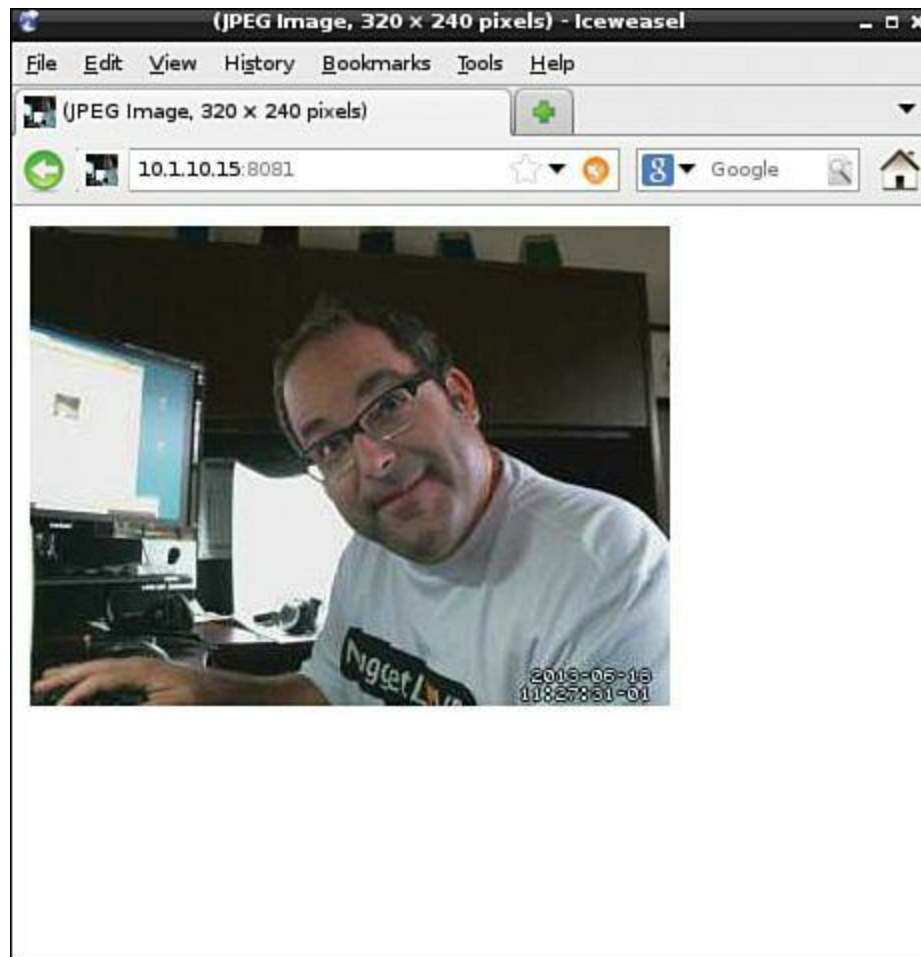 (JPEG Image, 320 × 240 pixels) - Iceweasel
File Edit View History Bookmarks Tools Help
(JPEG Image, 320 × 240 pixels)
10.1.10.15:8081
Google
2013-06-18
11:27:31-01